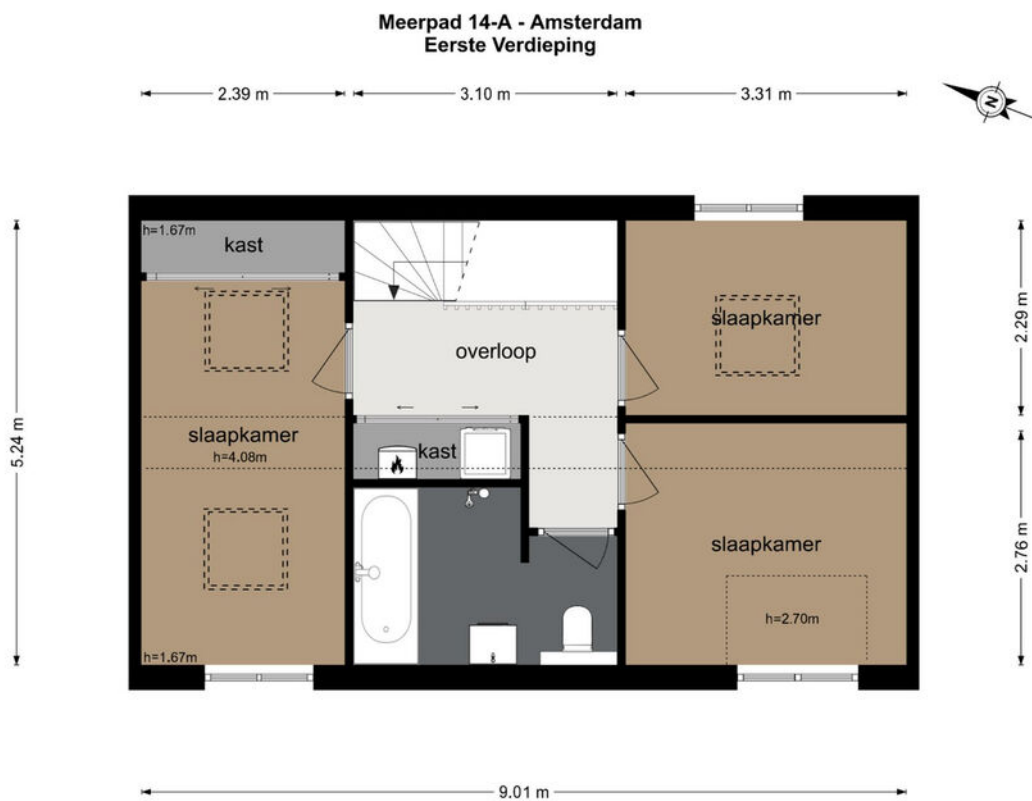 Meerpad 14-A - Amsterdam
Eerste Verdieping
2.39 m
3.10 m
3.31 m
N
h=1.67m
kast
slaapkamer
overloop
5.24 m
2.29 m
slaapkamer
h=4.08m
kast
slaapkamer
2.76 m
h=2.70m
h=1.67m
9.01 m